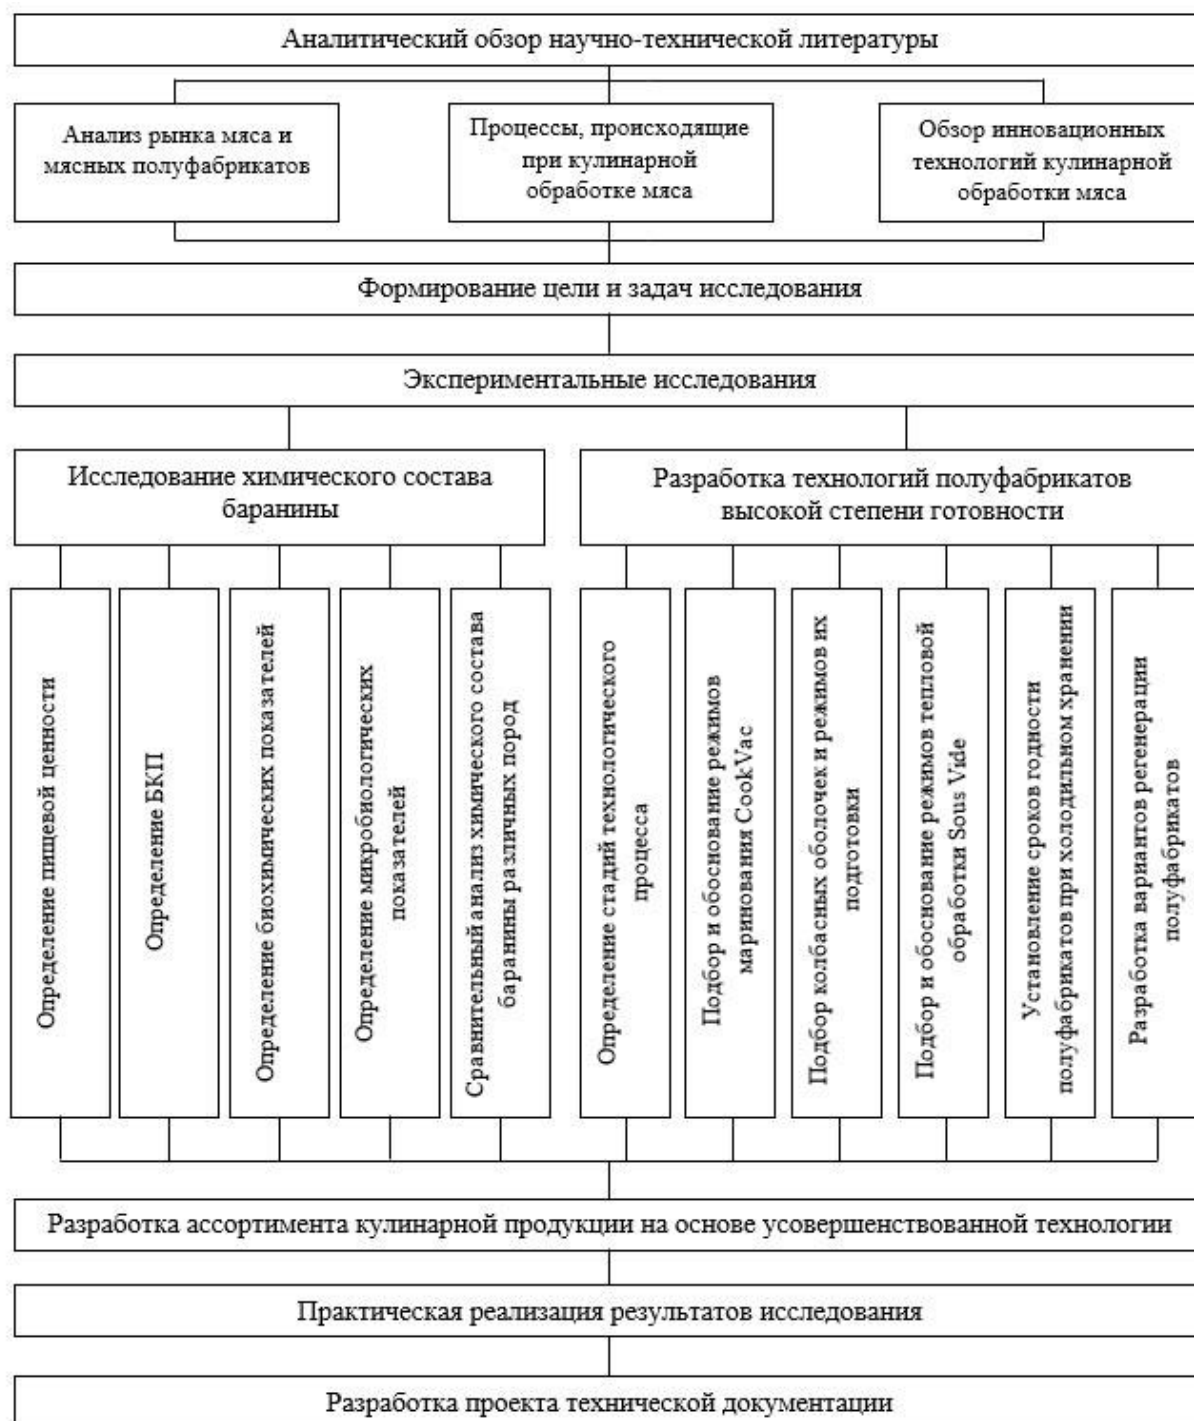 Аналитический обзор научно-технической литературы
Анализ рынка мяса и
мясных полуфабрикатов
Процессы, происходящие
при кулинарной
обработке мяса
Обзор инновационных
технологий кулинарной
обработки мяса
Формирование цели и задач исследования
Экспериментальные исследования
Исследование химического состава
баранины
Разработка технологий полуфабрикатов
высокой степени готовности
Определение пищевой ценности
Определение БКП
Определение биохимических показателей
Определение микробиологических
показателей
Сравнительный анализ химического состава
баранины различных пород
Определение стадий технологического
процесса
Подбор и обоснование режимов
маринования CookVac
Подбор колбасных оболочек и режимов их
подготовки
Подбор и обоснование режимов тепловой
обработки Sous Vide
Установление сроков годности
полуфабрикатов при холодильном хранении
Разработка вариантов регенерации
полуфабрикатов
Разработка ассортимента кулинарной продукции на основе усовершенствованной технологии
Практическая реализация результатов исследования
Разработка проекта технической документации